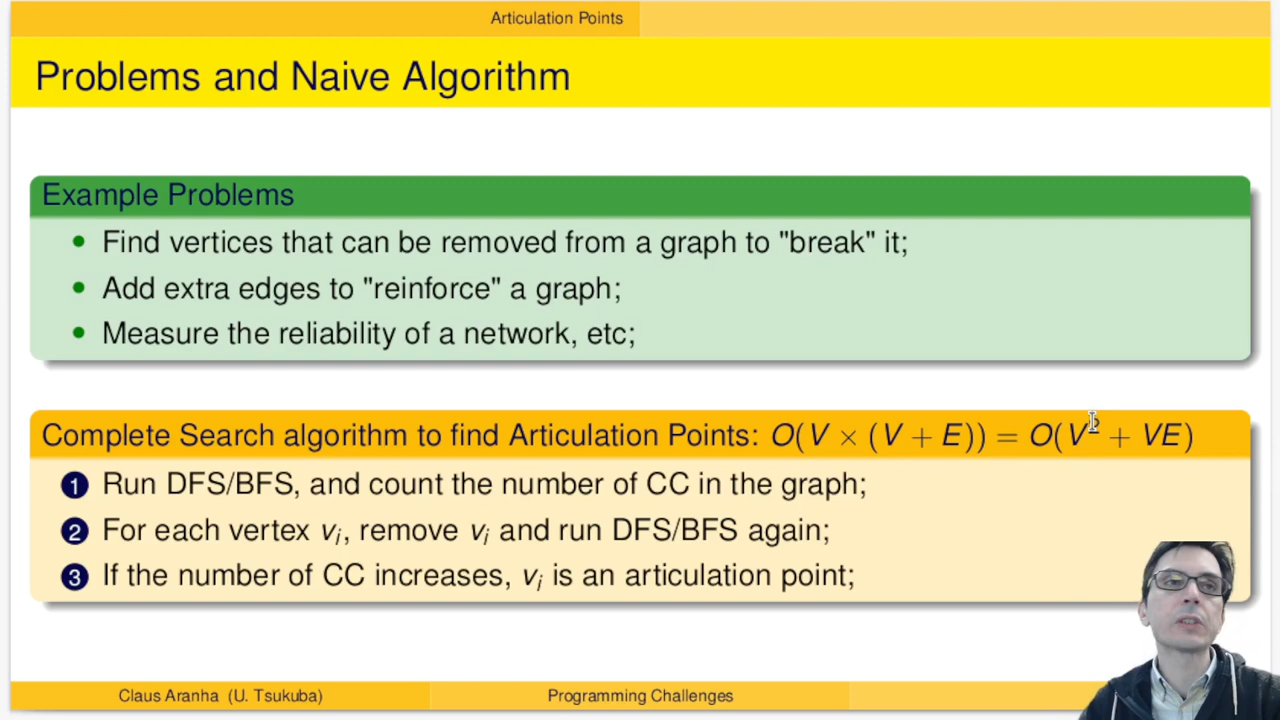 Articulation Points
Problems and Naive Algorithm
Example Problems
• Find vertices that can be removed from a graph to "break" it;
• Add extra edges to "reinforce" a graph;
• Measure the reliability of a network, etc;
Complete Search algorithm to find Articulation Points: O(V × (V + E)) = O(V² + VE)
1 Run DFS/BFS, and count the number of CC in the graph;
2 For each vertex vᵢ, remove vᵢ and run DFS/BFS again;
3 If the number of CC increases, vᵢ is an articulation point;
Claus Aranha (U. Tsukuba)
Programming Challenges